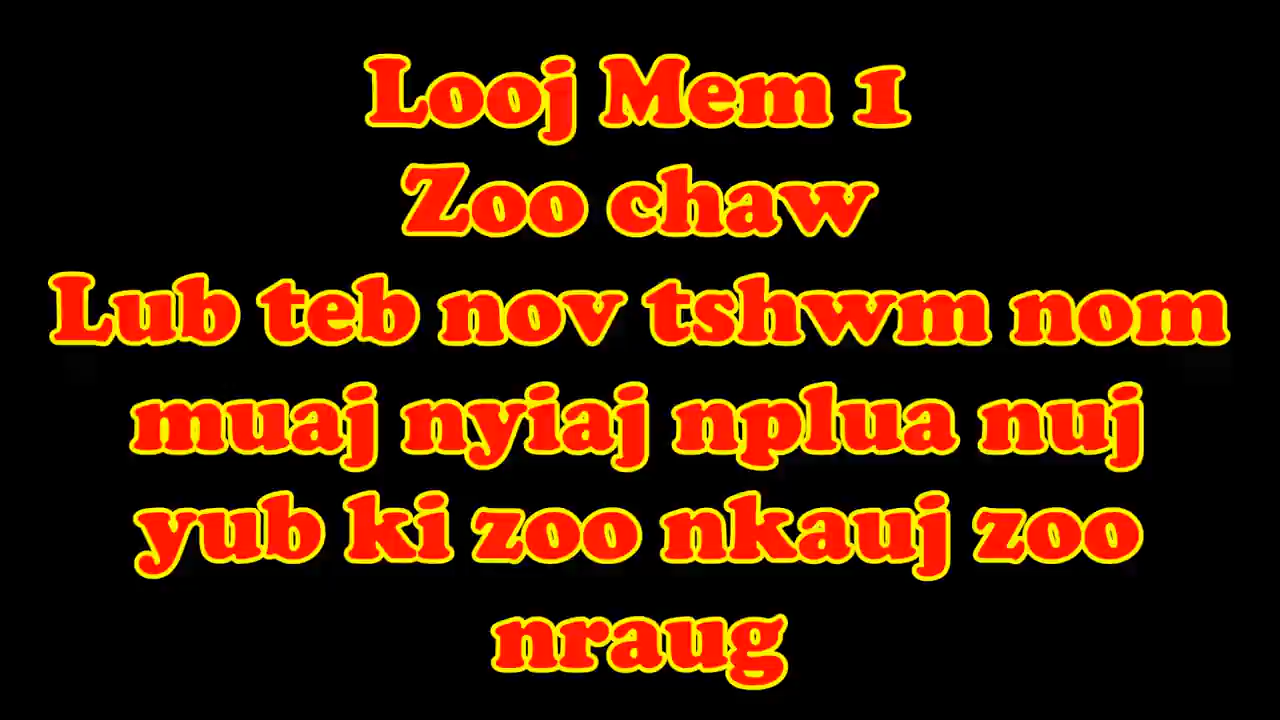 Looj Mem 1
Zoo chaw
Lub teb nov tshwm nom
muaj nyiaj nplua nuj
yub ki zoo nkauj zoo
nraug